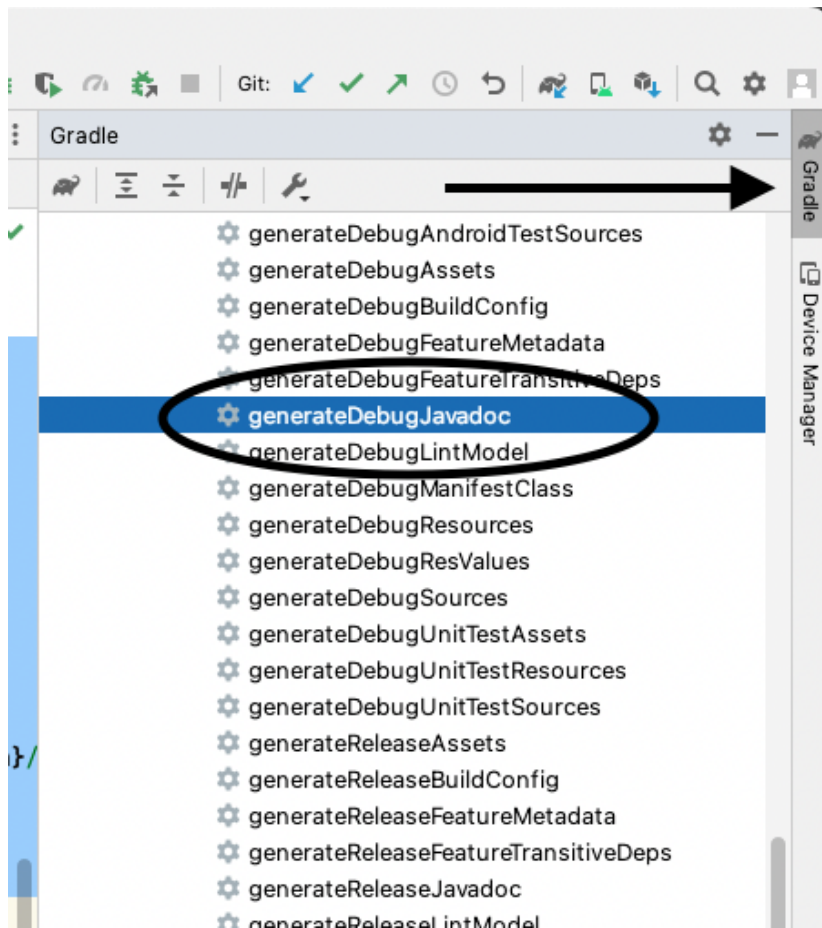 Git:
Gradle
Gradle
Device Manager
generateDebugAndroidTestSources
generateDebugAssets
generateDebugBuildConfig
generateDebugFeatureMetadata
generateDebugFeatureTransitiveDeps
generateDebugJavadoc
generateDebugLintModel
generateDebugManifestClass
generateDebugResources
generateDebugResValues
generateDebugSources
generateDebugUnitTestAssets
generateDebugUnitTestResources
generateDebugUnitTestSources
}/
generateReleaseAssets
generateReleaseBuildConfig
generateReleaseFeatureMetadata
generateReleaseFeatureTransitiveDeps
generateReleaseJavadoc
generateReleaseLintModel